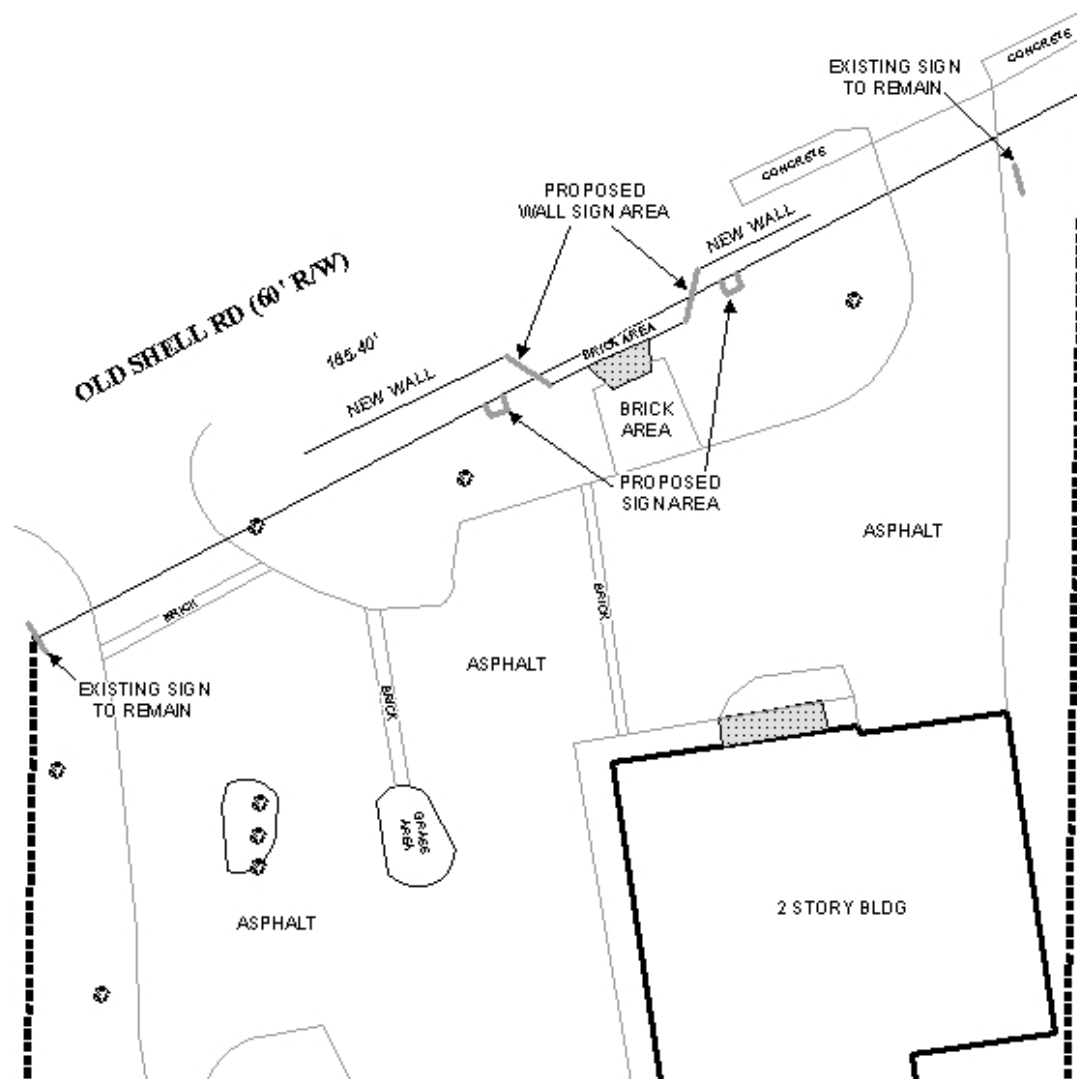 CONCRETE
EXISTING SIGN
TO REMAIN
CONCRETE
PROPOSED
WALL SIGN AREA
NEW WALL
OLD SHELL RD (60' R/W)
165.40'
BRICK AREA
NEW WALL
BRICK
AREA
PROPOSED
SIGN AREA
ASPHALT
BRICK
BRICK
ASPHALT
EXISTING SIGN
TO REMAIN
BRICK
GRASS
AREA
2 STORY BLDG
ASPHALT